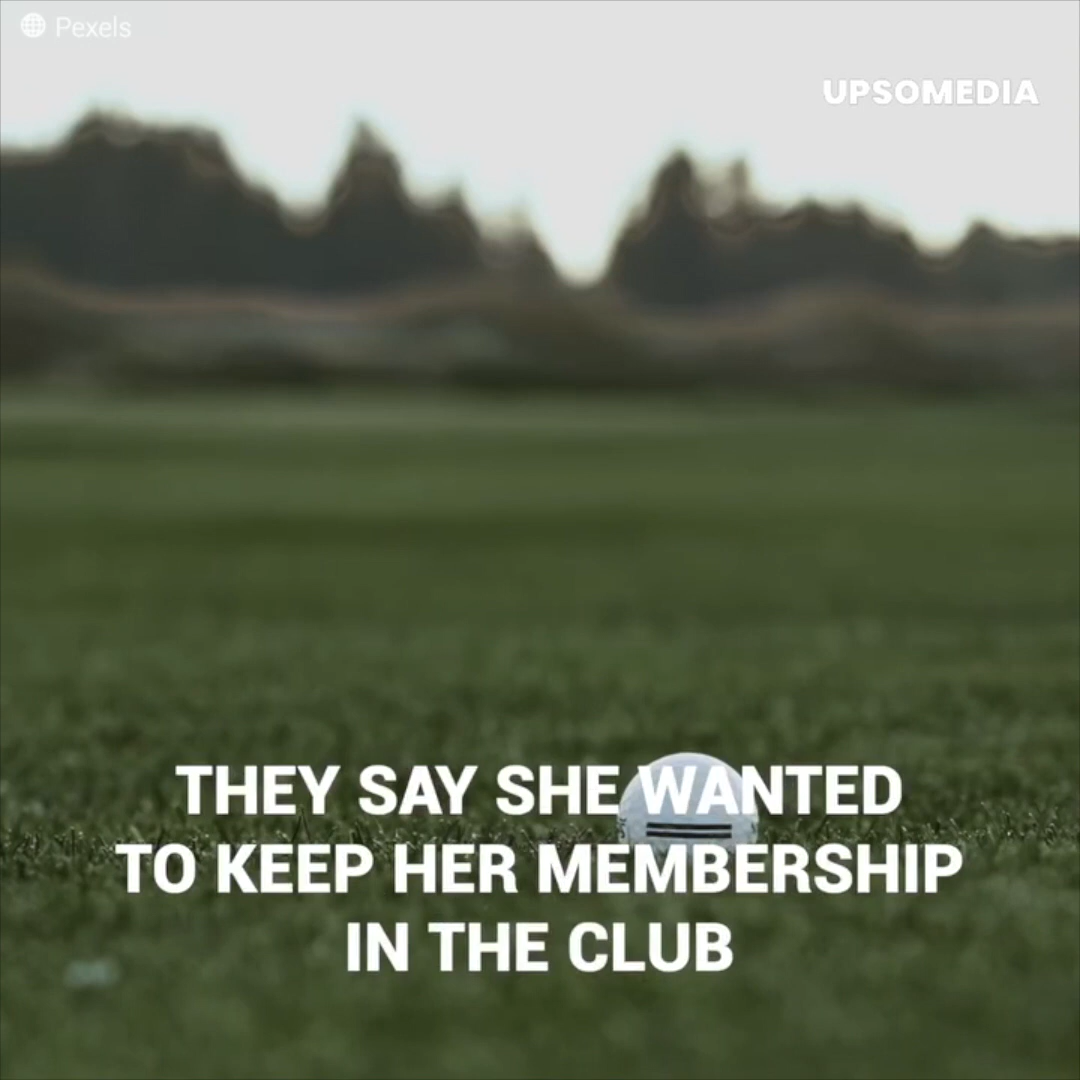 Pexels
UPSOMEDIA
THEY SAY SHE WANTED
TO KEEP HER MEMBERSHIP
IN THE CLUB